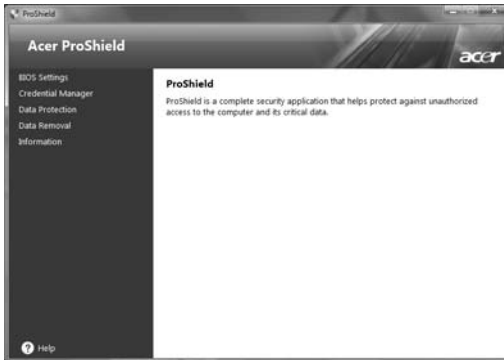 ProShield
Acer ProShield
acer
BIOS Settings
Credential Manager
Data Protection
Data Removal
Information
ProShield
ProShield is a complete security application that helps protect against unauthorized
access to the computer and its critical data.
? Help